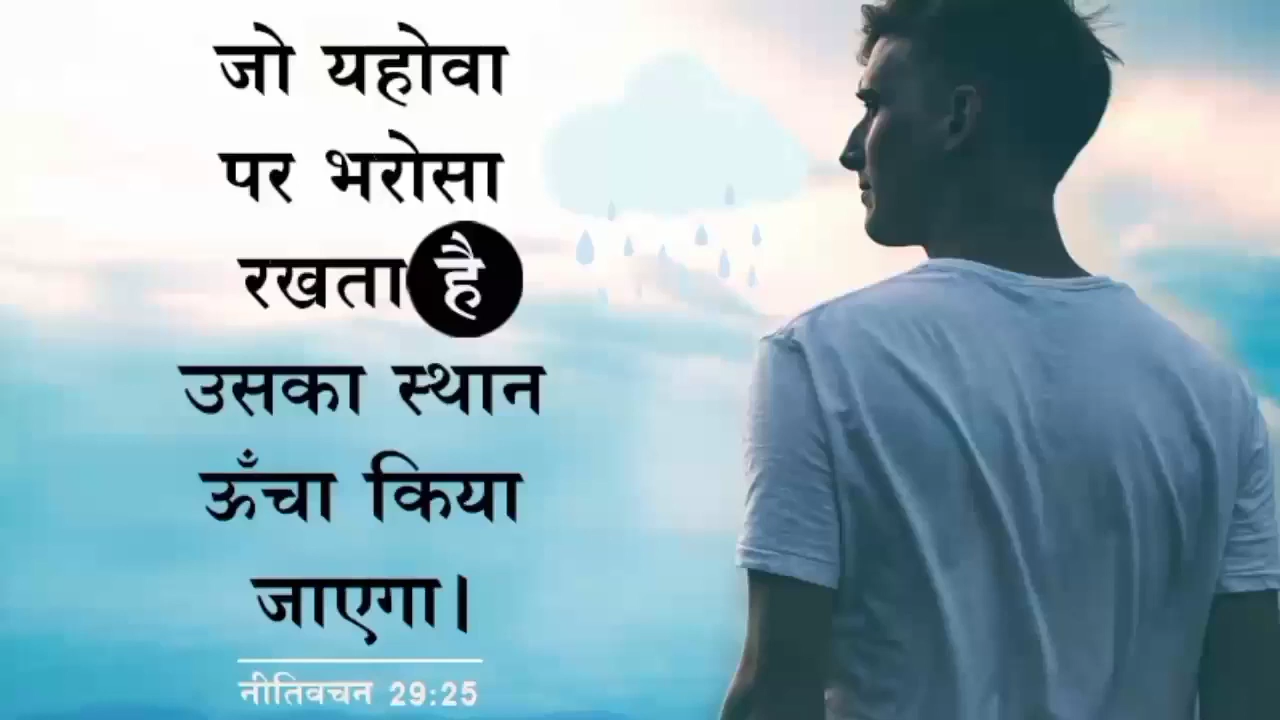 जो यहोवा
पर भरोसा
रखता है
उसका स्थान
ऊँचा किया
जाएगा।
नीतिवचन 29:25